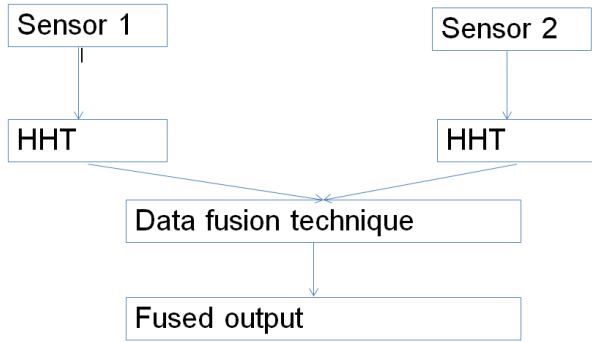 Sensor 1
Sensor 2
HHT
HHT
Data fusion technique
Fused output